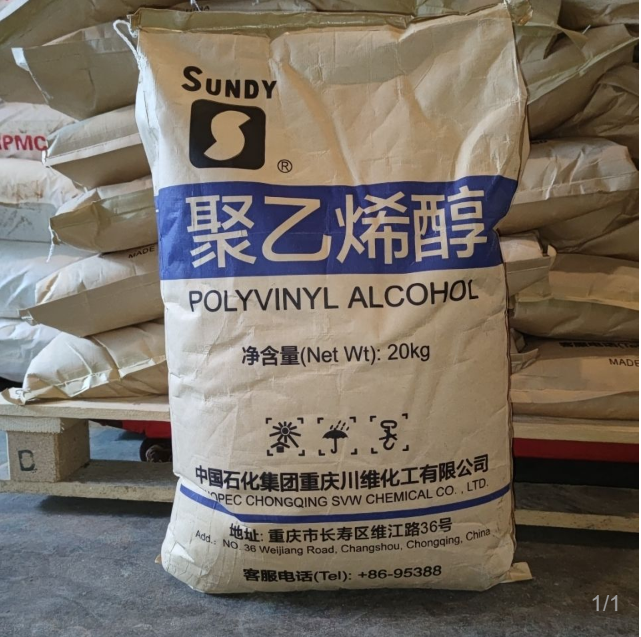 SUNDY
®
聚乙烯醇
POLYVINYL ALCOHOL
净含量(Net Wt): 20kg
中国石化集团重庆川维化工有限公司
CHONGQING SVW CHEMICAL CO., LTD.
地址: 重庆市长寿区维江路36号
Add.: NO. 36 Weijiang Road, Changshou, Chongqing, China
客服电话(Tel): +86-95388
HPMC
MADE
MADE
D
1/1